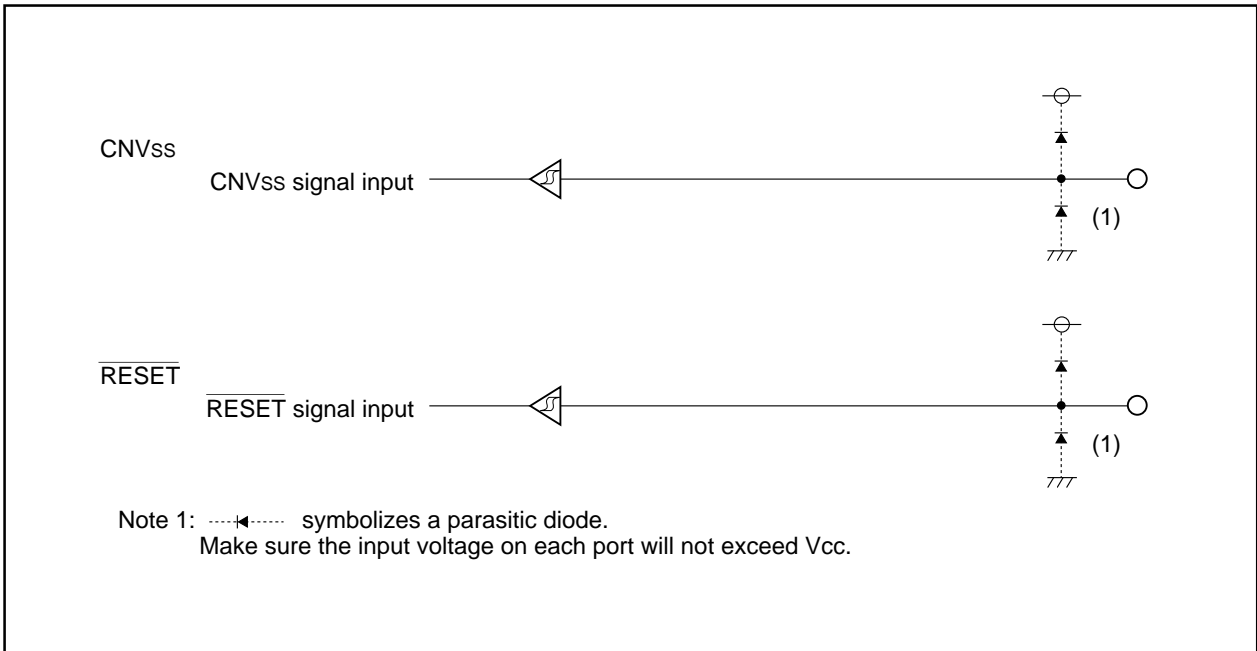 CNVss
CNVss signal input
(1)
RESET
RESET signal input
(1)
Note 1: symbolizes a parasitic diode.
Make sure the input voltage on each port will not exceed Vcc.